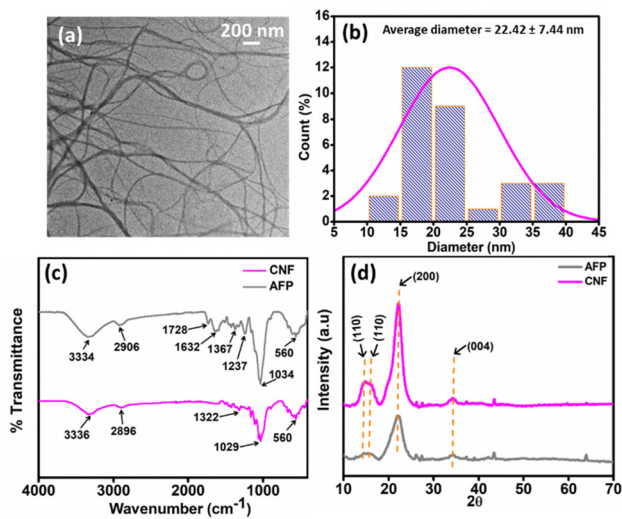 (a)
200 nm
(b)
Average diameter = 22.42 ± 7.44 nm
Count (%)
16
14
12
10
8
6
4
2
0
5 10 15 20 25 30 35 40 45
Diameter (nm)
(c)
CNF
AFP
% Transmittance
3334
2906
1728
1632
1367
1237
1034
560
3336
2896
1322
1029
560
4000 3000 2000 1000
Wavenumber (cm-1)
(d)
AFP
CNF
Intensity (a.u)
(110)
(110)
(200)
(004)
10 20 30 40 50 60 70
2θ